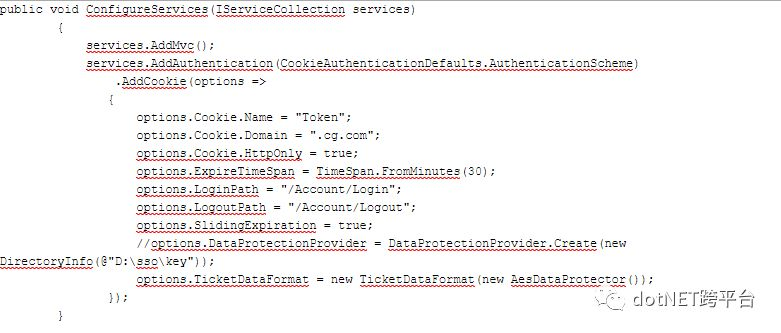 public void ConfigureServices(IServiceCollection services)
{
services.AddMvc();
services.AddAuthentication(CookieAuthenticationDefaults.AuthenticationScheme)
.AddCookie(options =>
{
options.Cookie.Name = "Token";
options.Cookie.Domain = ".cg.com";
options.Cookie.HttpOnly = true;
options.ExpireTimeSpan = TimeSpan.FromMinutes(30);
options.LoginPath = "/Account/Login";
options.LogoutPath = "/Account/Logout";
options.SlidingExpiration = true;
//options.DataProtectionProvider = DataProtectionProvider.Create(new
DirectoryInfo(@"D:\sso\key"));
options.TicketDataFormat = new TicketDataFormat(new AesDataProtector());
});
}
dotNET跨平台